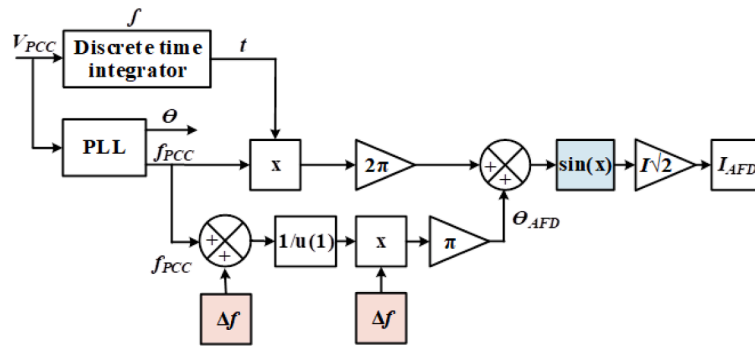 ∫
V_PCC
Discrete time
integrator
t
PLL
Θ
f_PCC
x
2π
+
+
sin(x)
I√2
I_AFD
f_PCC
+
+
1/u(1)
x
π
Θ_AFD
Δf
Δf